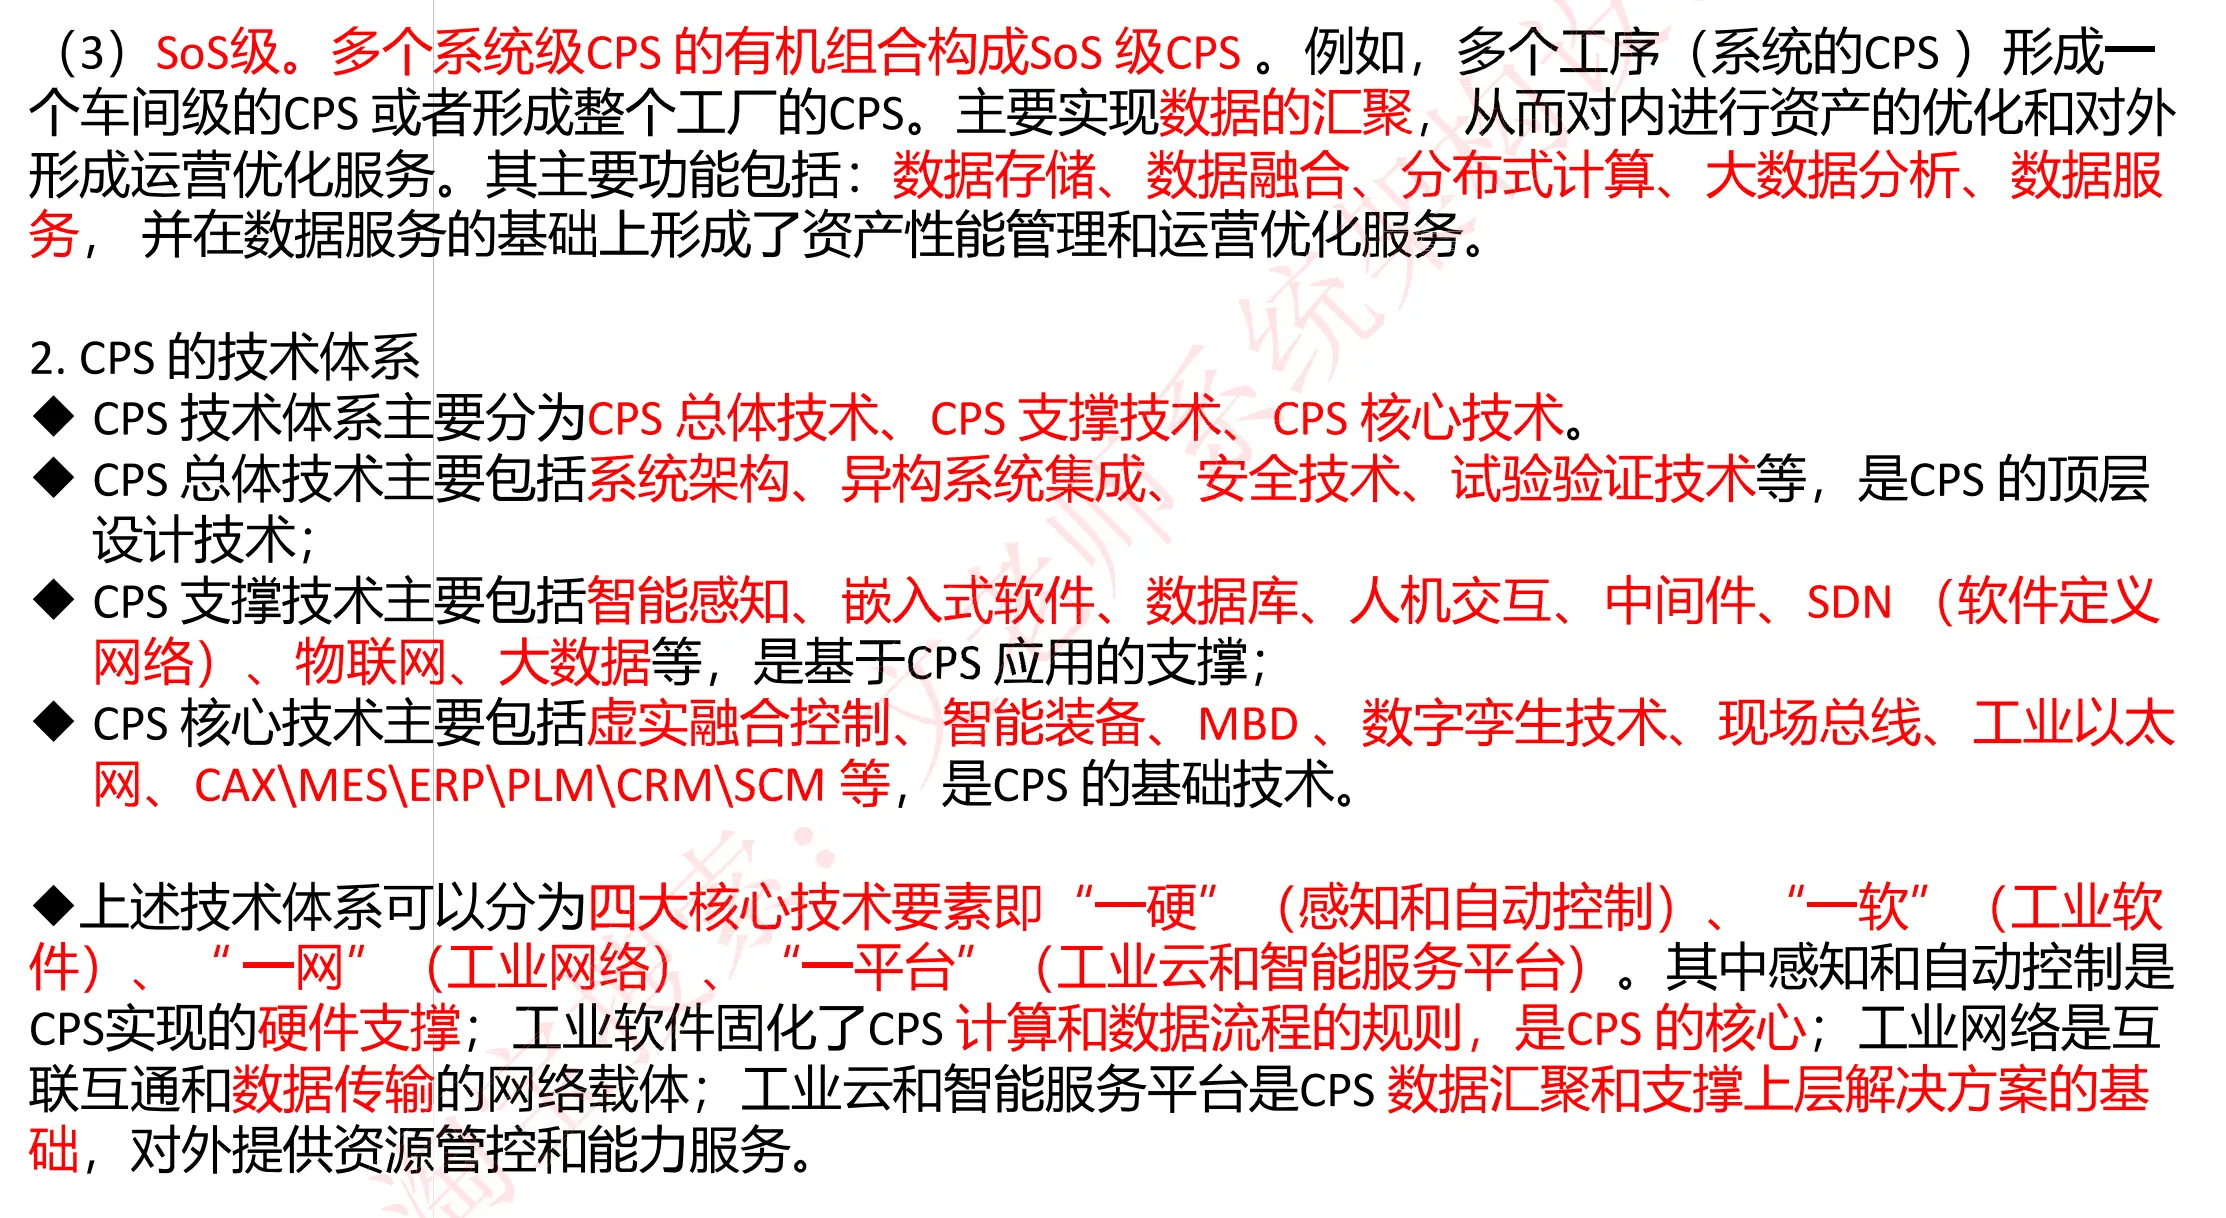 （3）SoS级。多个系统级CPS 的有机组合构成SoS 级CPS 。例如，多个工序（系统的CPS ）形成一
个车间级的CPS 或者形成整个工厂的CPS。主要实现数据的汇聚，从而对内进行资产的优化和对外
形成运营优化服务。其主要功能包括：数据存储、数据融合、分布式计算、大数据分析、数据服
务， 并在数据服务的基础上形成了资产性能管理和运营优化服务。
2. CPS 的技术体系
◆ CPS 技术体系主要分为CPS 总体技术、CPS 支撑技术、CPS 核心技术。
◆ CPS 总体技术主要包括系统架构、异构系统集成、安全技术、试验验证技术等，是CPS 的顶层
设计技术；
◆ CPS 支撑技术主要包括智能感知、嵌入式软件、数据库、人机交互、中间件、SDN （软件定义
网络）、物联网、大数据等，是基于CPS 应用的支撑；
◆ CPS 核心技术主要包括虚实融合控制、智能装备、MBD 、数字孪生技术、现场总线、工业以太
网、CAX\MES\ERP\PLM\CRM\SCM 等，是CPS 的基础技术。
◆上述技术体系可以分为四大核心技术要素即“一硬”（感知和自动控制）、“一软”（工业软
件）、“ 一网”（工业网络）、“一平台”（工业云和智能服务平台）。其中感知和自动控制是
CPS实现的硬件支撑；工业软件固化了CPS 计算和数据流程的规则，是CPS 的核心；工业网络是互
联互通和数据传输的网络载体；工业云和智能服务平台是CPS 数据汇聚和支撑上层解决方案的基
础，对外提供资源管控和能力服务。
淘宝搜索：文老师系统架构设